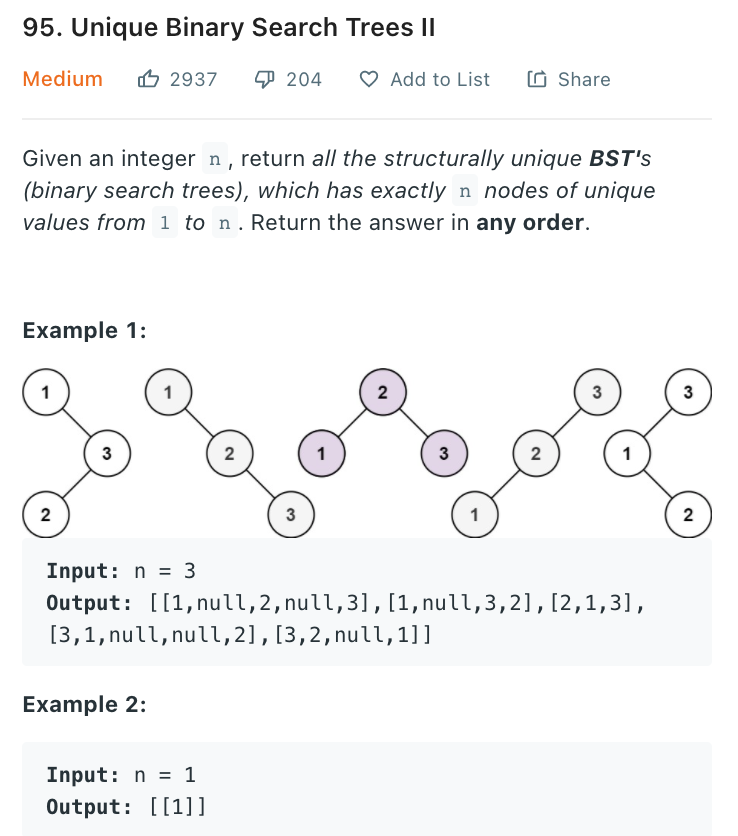 95. Unique Binary Search Trees II
Medium 2937 204 Add to List Share
Given an integer n, return all the structurally unique BST's
(binary search trees), which has exactly n nodes of unique
values from 1 to n. Return the answer in any order.
Example 1:
1 1 2 3 3
3 2 1 3 2 1
2 3 1 2
Input: n = 3
Output: [[1,null,2,null,3],[1,null,3,2],[2,1,3],
[3,1,null,null,2],[3,2,null,1]]
Example 2:
Input: n = 1
Output: [[1]]